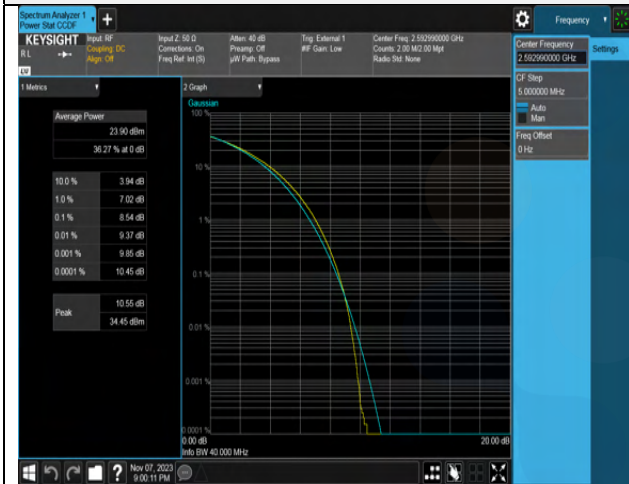 Spectrum Analyzer 1
Power Stat CCDF
Frequency
KEYSIGHT
Input: RF
Input Z: 50 Ω
Atten: 40 dB
Trig: External 1
Center Freq: 2.592990000 GHz
R L
Coupling: DC
Corrections: On
Preamp: Off
#IF Gain: Low
Counts: 2.00 M/2.00 Mpt
Align: Off
Freq Ref: Int (S)
µW Path: Bypass
Radio Std: None
LVI
Center Frequency
2.592990000 GHz
Settings
CF Step
5.000000 MHz
Auto
Man
Freq Offset
0 Hz
1 Metrics
Average Power
23.90 dBm
36.27 % at 0 dB
10.0 % 3.94 dB
1.0 % 7.02 dB
0.1 % 8.54 dB
0.01 % 9.37 dB
0.001 % 9.85 dB
0.0001 % 10.45 dB
Peak
10.55 dB
34.45 dBm
2 Graph
Gaussian
100 %
10 %
1 %
0.1 %
0.01 %
0.001 %
0.0001 %
0.00 dB
20.00 dB
Info BW 40.000 MHz
?
Nov 07, 2023
9:00:11 PM